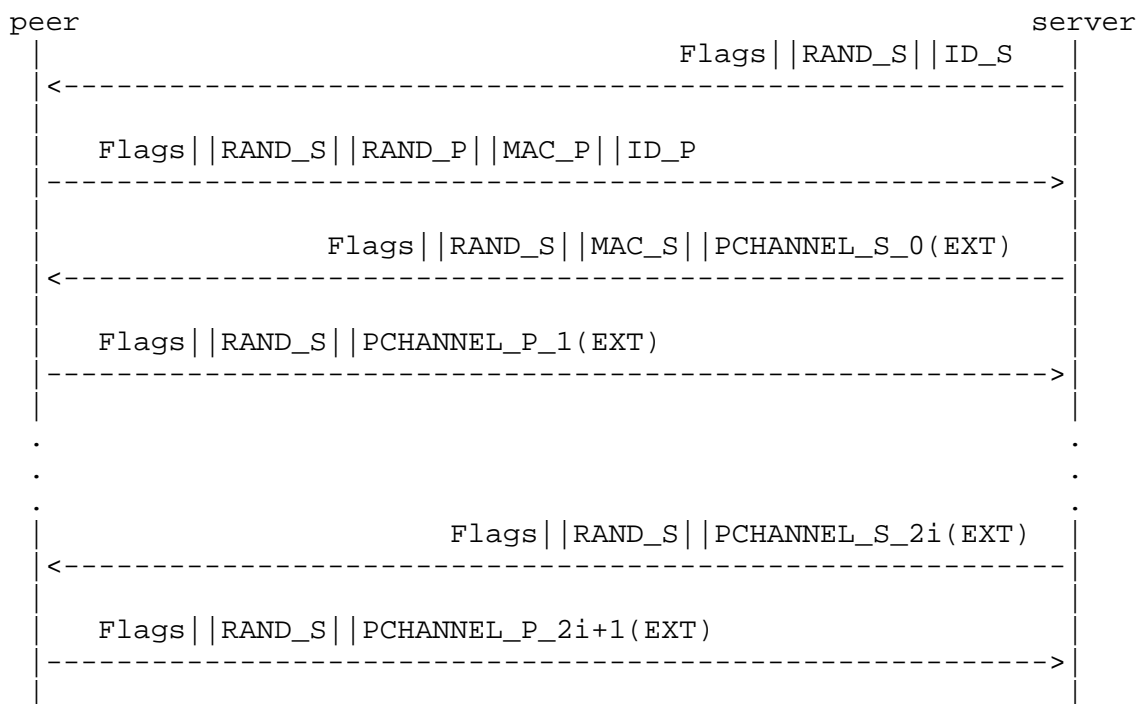 peer server
Flags||RAND_S||ID_S
Flags||RAND_S||RAND_P||MAC_P||ID_P
Flags||RAND_S||MAC_S||PCHANNEL_S_0(EXT)
Flags||RAND_S||PCHANNEL_P_1(EXT)
Flags||RAND_S||PCHANNEL_S_2i(EXT)
Flags||RAND_S||PCHANNEL_P_2i+1(EXT)